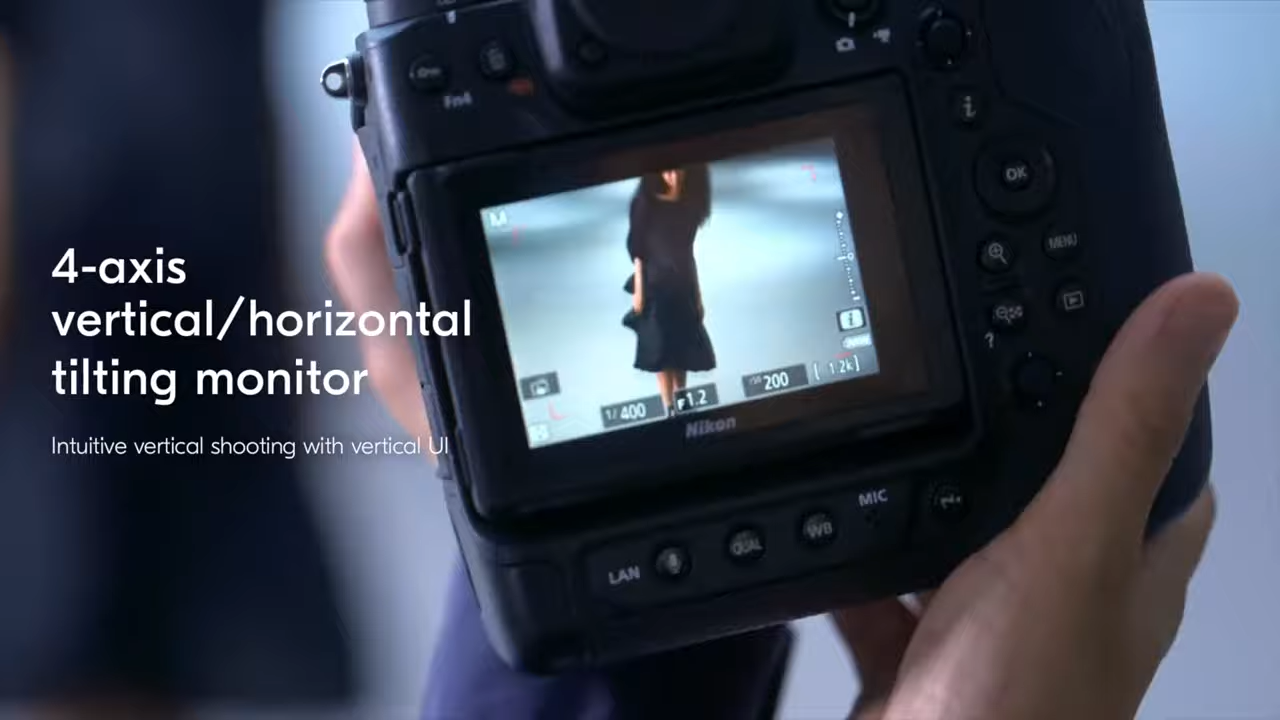 Fn4
i
OK
MENU
M
4-axis
vertical/horizontal
tilting monitor
Intuitive vertical shooting with vertical UI
i
1/400
F1.2
ISO 200
[ 1.2k]
?
Nikon
MIC
LAN
QUAL
WB